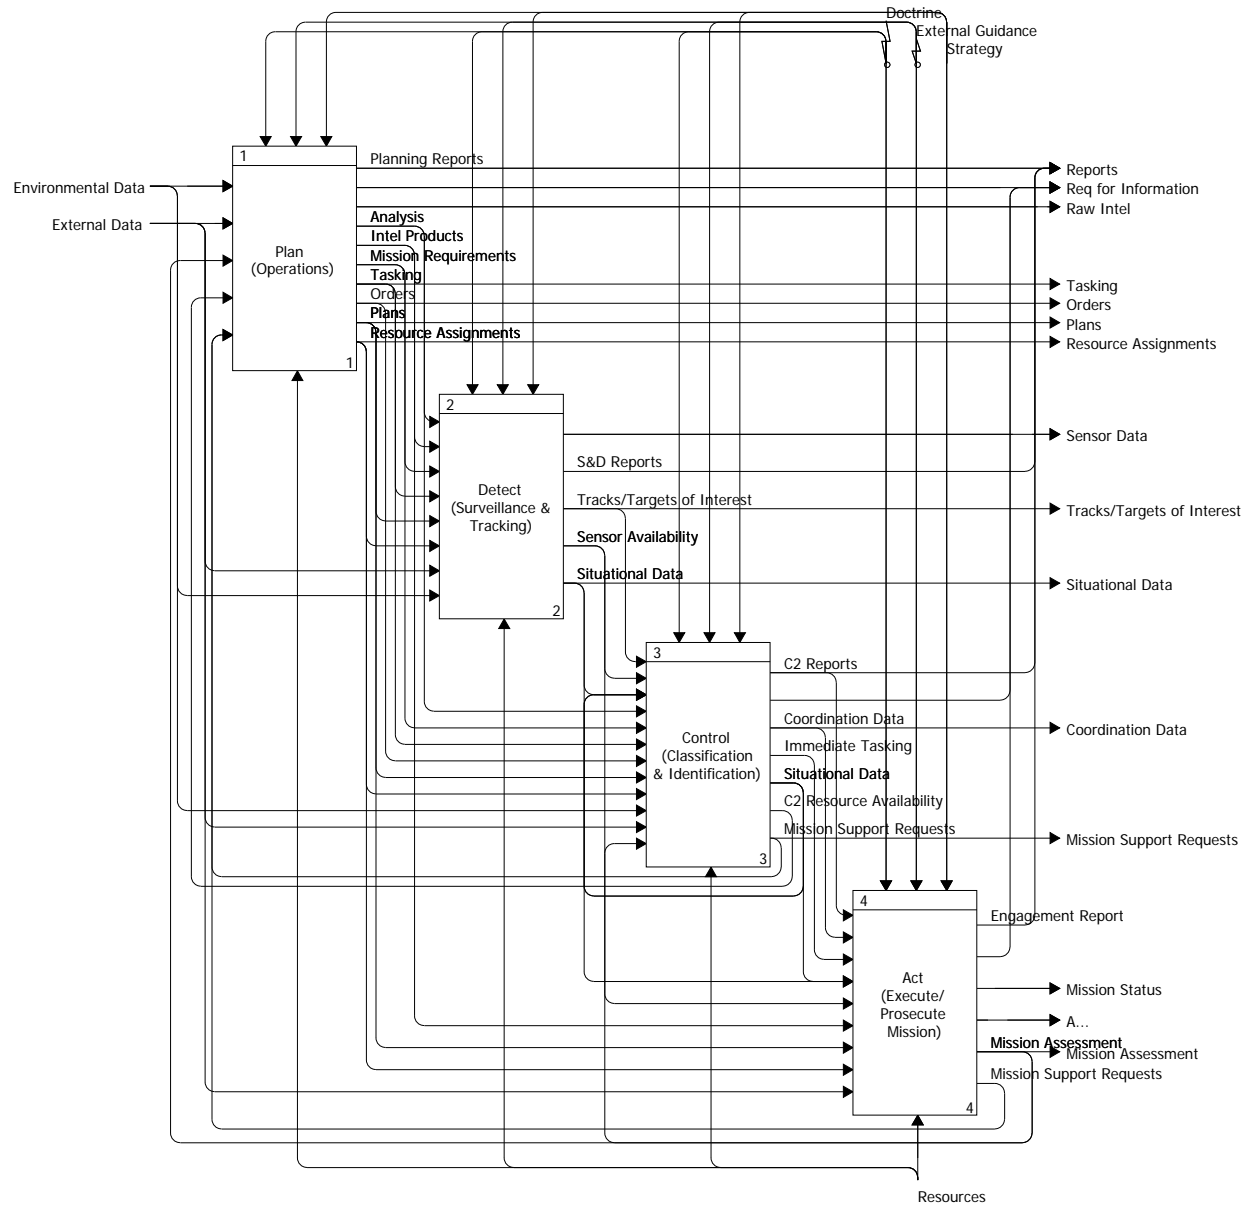 Doctrine
External Guidance
Strategy
1
Planning Reports
Reports
Environmental Data
Req for Information
Raw Intel
External Data
Analysis
Intel Products
Plan
(Operations)
Mission Requirements
Tasking
Tasking
Orders
Orders
Plans
Plans
Resource Assignments
Resource Assignments
1
2
Sensor Data
S&D Reports
Detect
(Surveillance &
Tracking)
Tracks/Targets of Interest
Tracks/Targets of Interest
Sensor Availability
Situational Data
Situational Data
2
3
C2 Reports
Coordination Data
Coordination Data
Control
(Classification
& Identification)
Immediate Tasking
Situational Data
C2 Resource Availability
Mission Support Requests
Mission Support Requests
3
4
Engagement Report
Act
(Execute/
Prosecute
Mission)
Mission Status
A...
Mission Assessment
Mission Assessment
Mission Support Requests
4
Resources